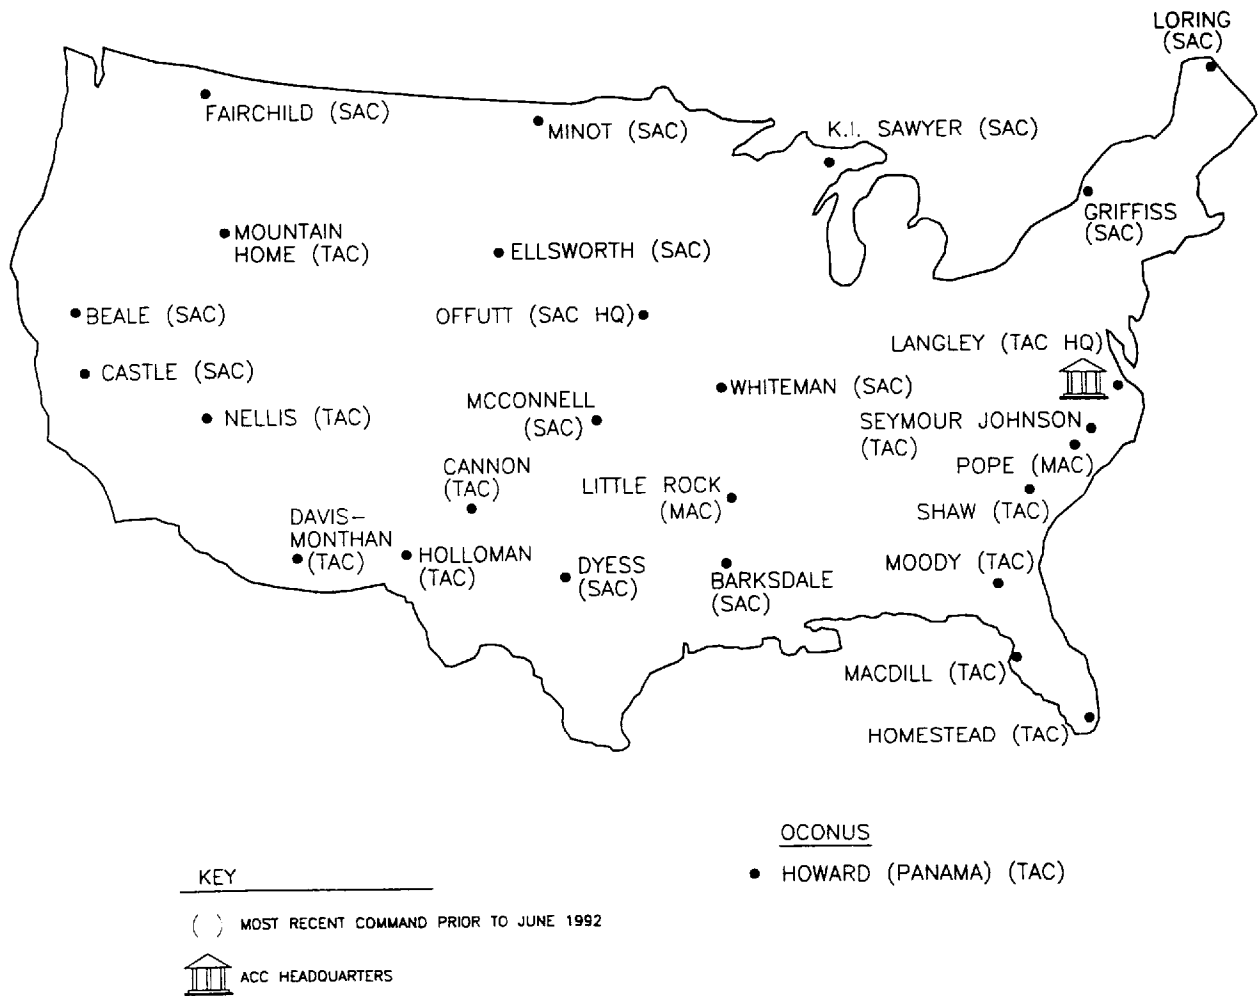 LORING
(SAC)
FAIRCHILD (SAC)
MINOT (SAC)
K.I. SAWYER (SAC)
GRIFFISS
(SAC)
MOUNTAIN
HOME (TAC)
ELLSWORTH (SAC)
BEALE (SAC)
OFFUTT (SAC HQ)
LANGLEY (TAC HQ)
CASTLE (SAC)
WHITEMAN (SAC)
NELLIS (TAC)
MCCONNELL
(SAC)
SEYMOUR JOHNSON
(TAC)
POPE (MAC)
CANNON
(TAC)
LITTLE ROCK
(MAC)
SHAW (TAC)
DAVIS-
MONTHAN
(TAC)
HOLLOMAN
(TAC)
DYESS
(SAC)
BARKSDALE
(SAC)
MOODY (TAC)
MACDILL (TAC)
HOMESTEAD (TAC)
OCONUS
HOWARD (PANAMA) (TAC)
KEY
( ) MOST RECENT COMMAND PRIOR TO JUNE 1992
ACC HEADQUARTERS